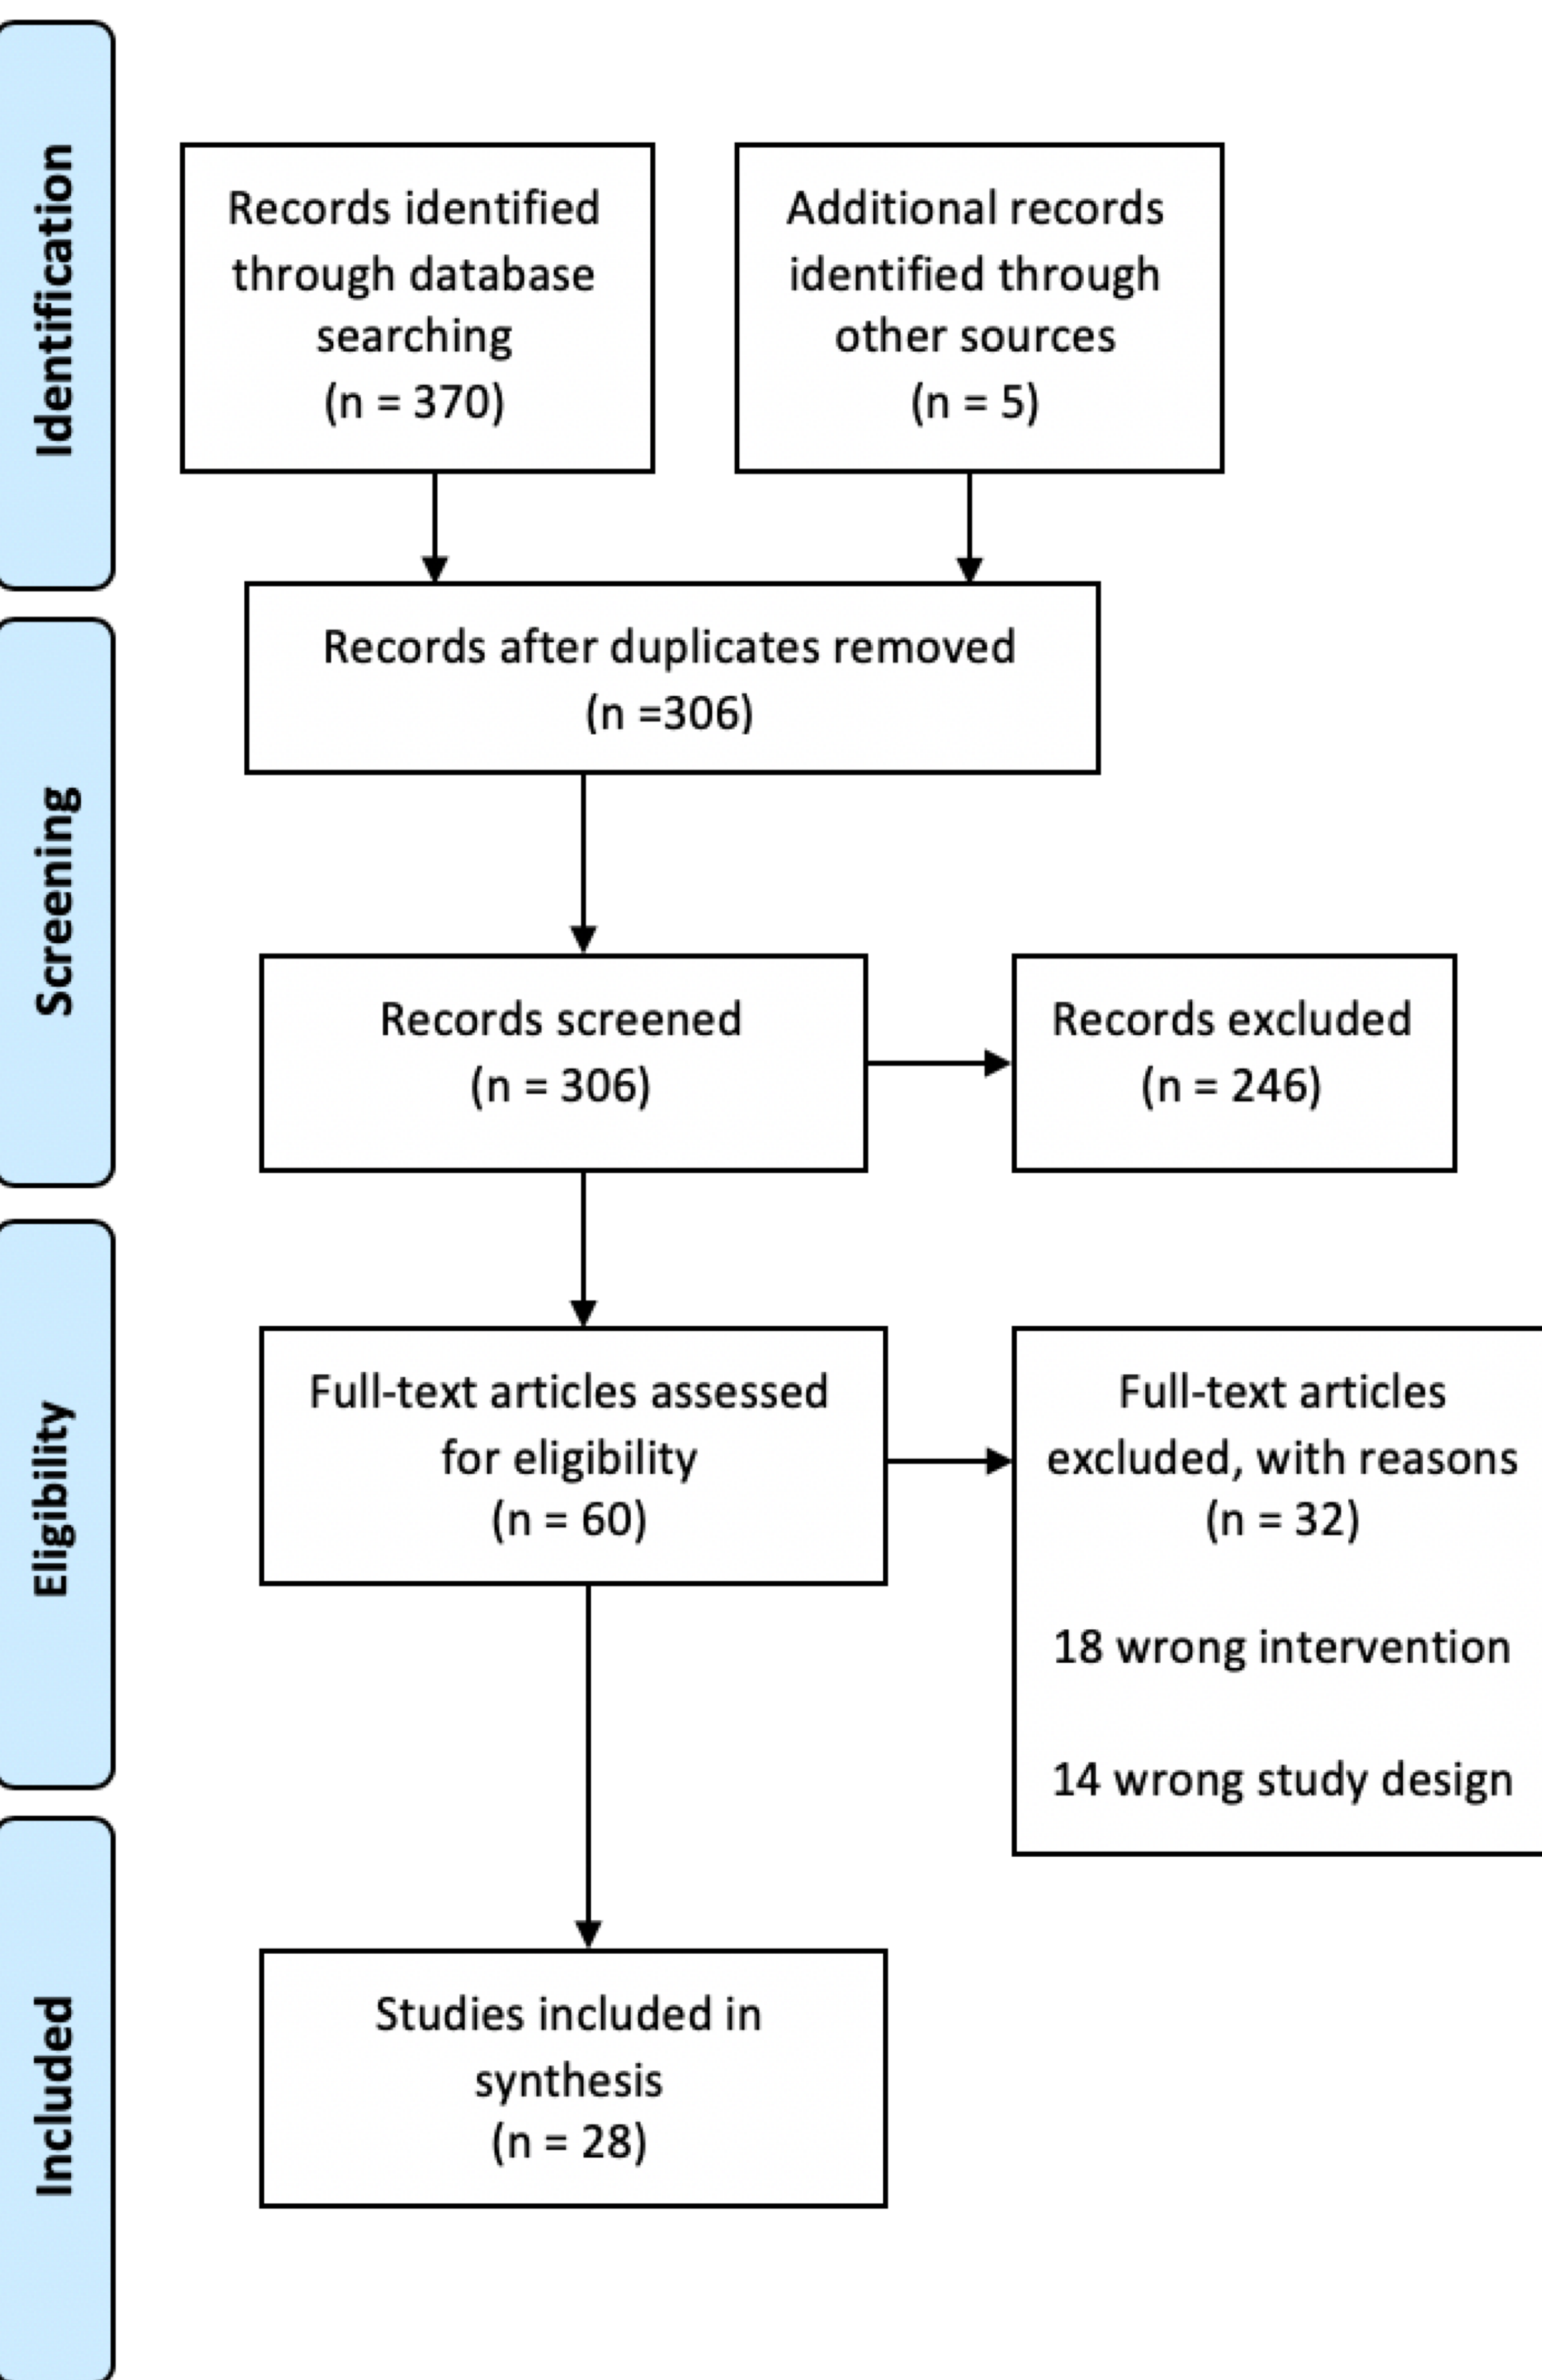 Identification
Records identified
through database
searching
(n = 370)
Additional records
identified through
other sources
(n = 5)
Records after duplicates removed
(n =306)
Screening
Records screened
(n = 306)
Records excluded
(n = 246)
Eligibility
Full-text articles assessed
for eligibility
(n = 60)
Full-text articles
excluded, with reasons
(n = 32)
18 wrong intervention
14 wrong study design
Included
Studies included in
synthesis
(n = 28)